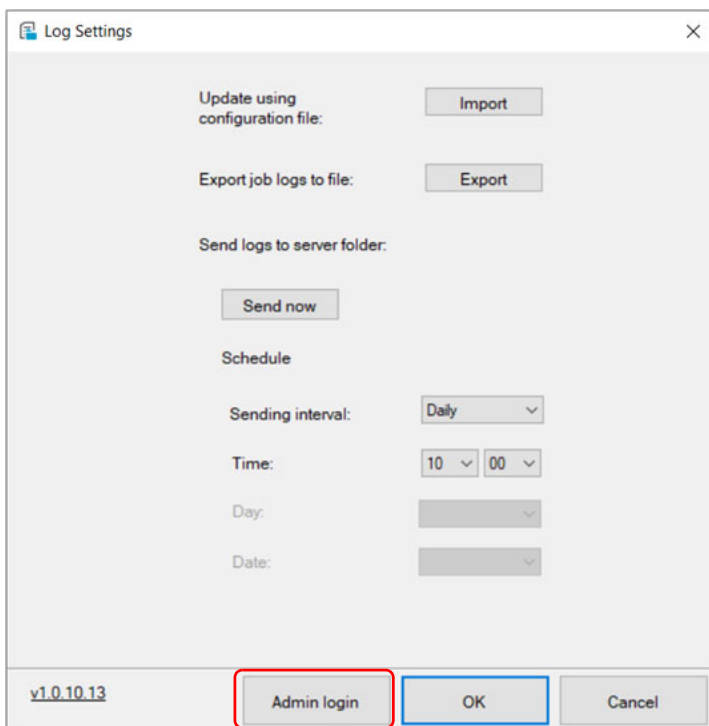 Log Settings
Update using
configuration file:
Import
Export job logs to file:
Export
Send logs to server folder:
Send now
Schedule
Sending interval:
Daily
Time:
10
00
Day:
Date:
v1.0.10.13
Admin login
OK
Cancel